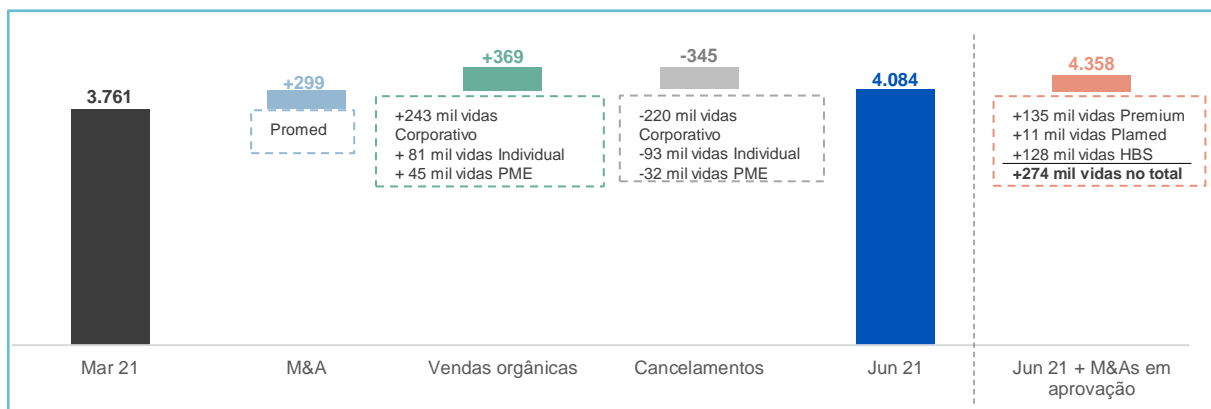 3.761
+299
Promed
+369
+243 mil vidas
Corporativo
+ 81 mil vidas Individual
+ 45 mil vidas PME
-345
-220 mil vidas
Corporativo
-93 mil vidas Individual
-32 mil vidas PME
4.084
4.358
+135 mil vidas Premium
+11 mil vidas Plamed
+128 mil vidas HBS
+274 mil vidas no total
Mar 21
M&A
Vendas orgânicas
Cancelamentos
Jun 21
Jun 21 + M&As em
aprovação